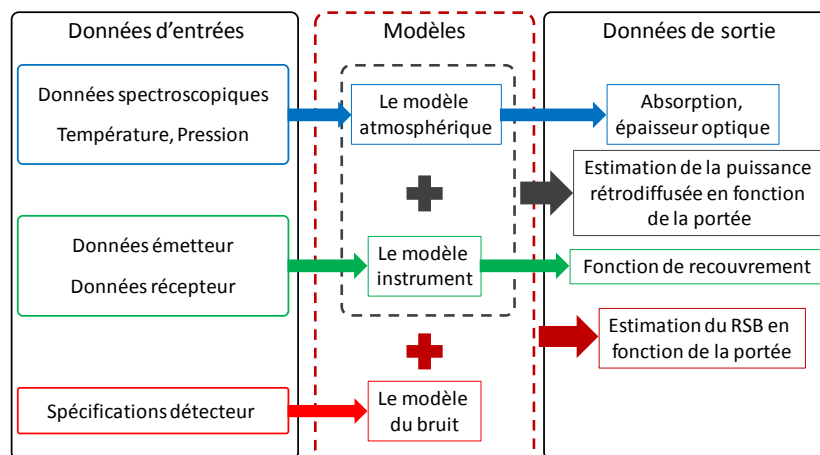 Données d'entrées
Modèles
Données de sortie
Données spectroscopiques
Température, Pression
Le modèle
atmosphérique
Absorption,
épaisseur optique
Estimation de la puissance
rétrodiffusée en fonction
de la portée
Données émetteur
Données récepteur
Le modèle
instrument
Fonction de recouvrement
Estimation du RSB en
fonction de la portée
Spécifications détecteur
Le modèle
du bruit